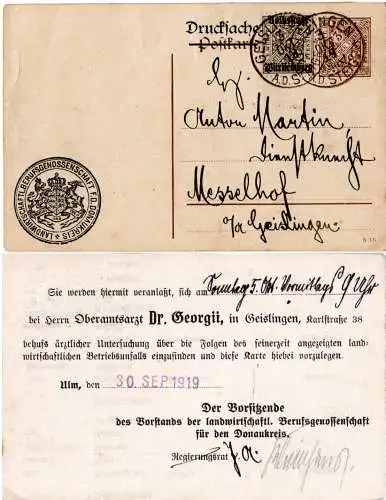 Drucksache
Postkarte
Volksstaat
Württemberg
GEISLINGEN
A.D.STEIG
A.D.STEIG
LANDWIRTSCHAFTL. BERUFSGENOSSENSCHAFT F.D. DONAUKREIS
Anton Martin,
Dienstknecht
Messelhof
p/a Geislingen
Sie werden hiermit veranlaßt, sich am Sonntag 5. Okt. Vormittags 9 Uhr
bei Herrn Oberamtsarzt Dr. Georgii, in Geislingen, Karlstraße 38
behufs ärztlicher Untersuchung über die Folgen des seinerzeit angezeigten land-
wirtschaftlichen Betriebsunfalls einzufinden und diese Karte hiebei vorzulegen.
Ulm, den 30. SEP 1919
Der Vorsitzende
des Vorstands der landwirtschaftl. Berufsgenossenschaft
für den Donaukreis.
Regierungsrat J. A.